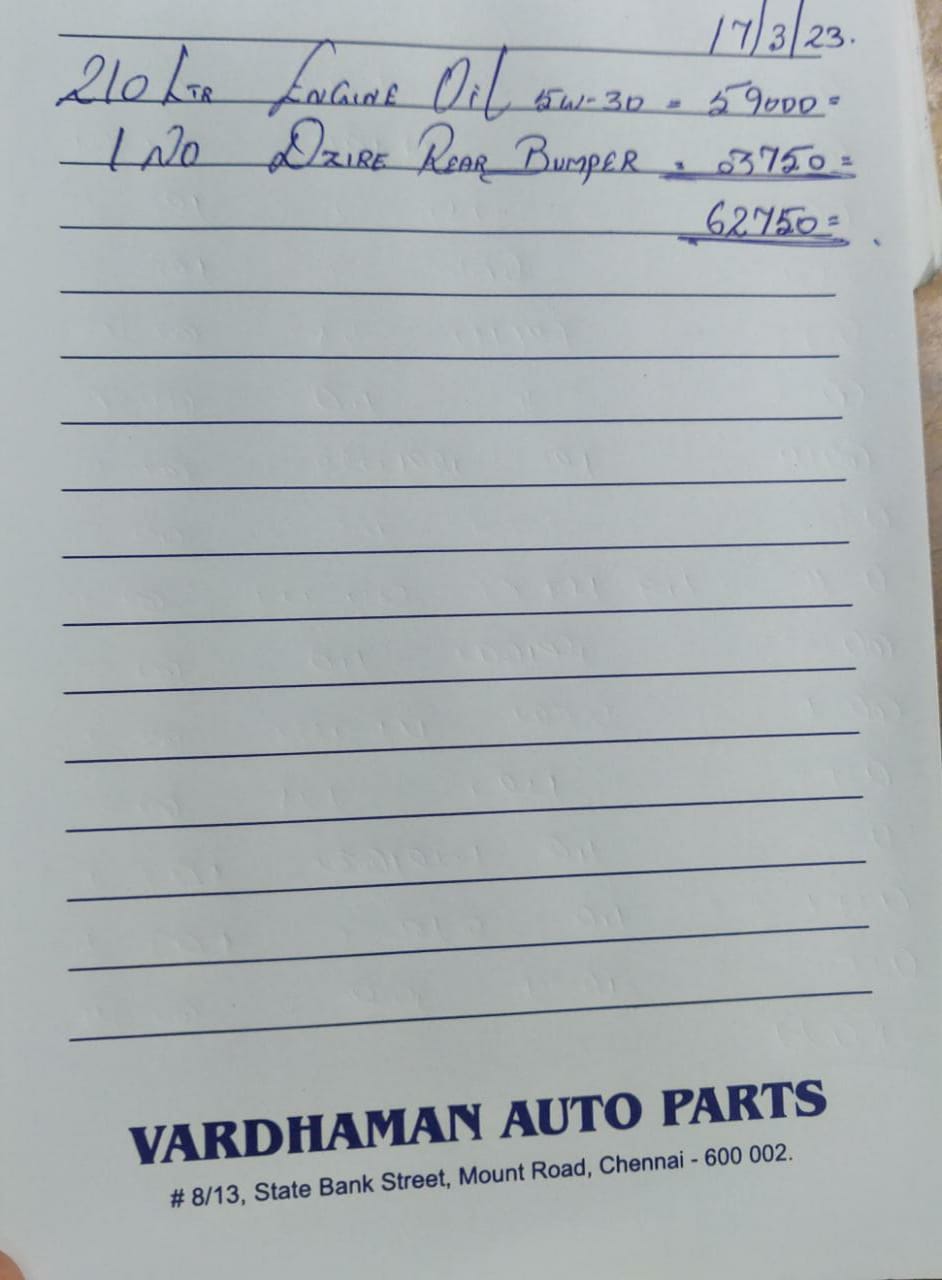 17/3/23.
210 LTR ENGINE OIL 5W-30 = 59000=
1 NO DZIRE REAR BUMPER = 03750=
62750=
VARDHAMAN AUTO PARTS
# 8/13, State Bank Street, Mount Road, Chennai - 600 002.